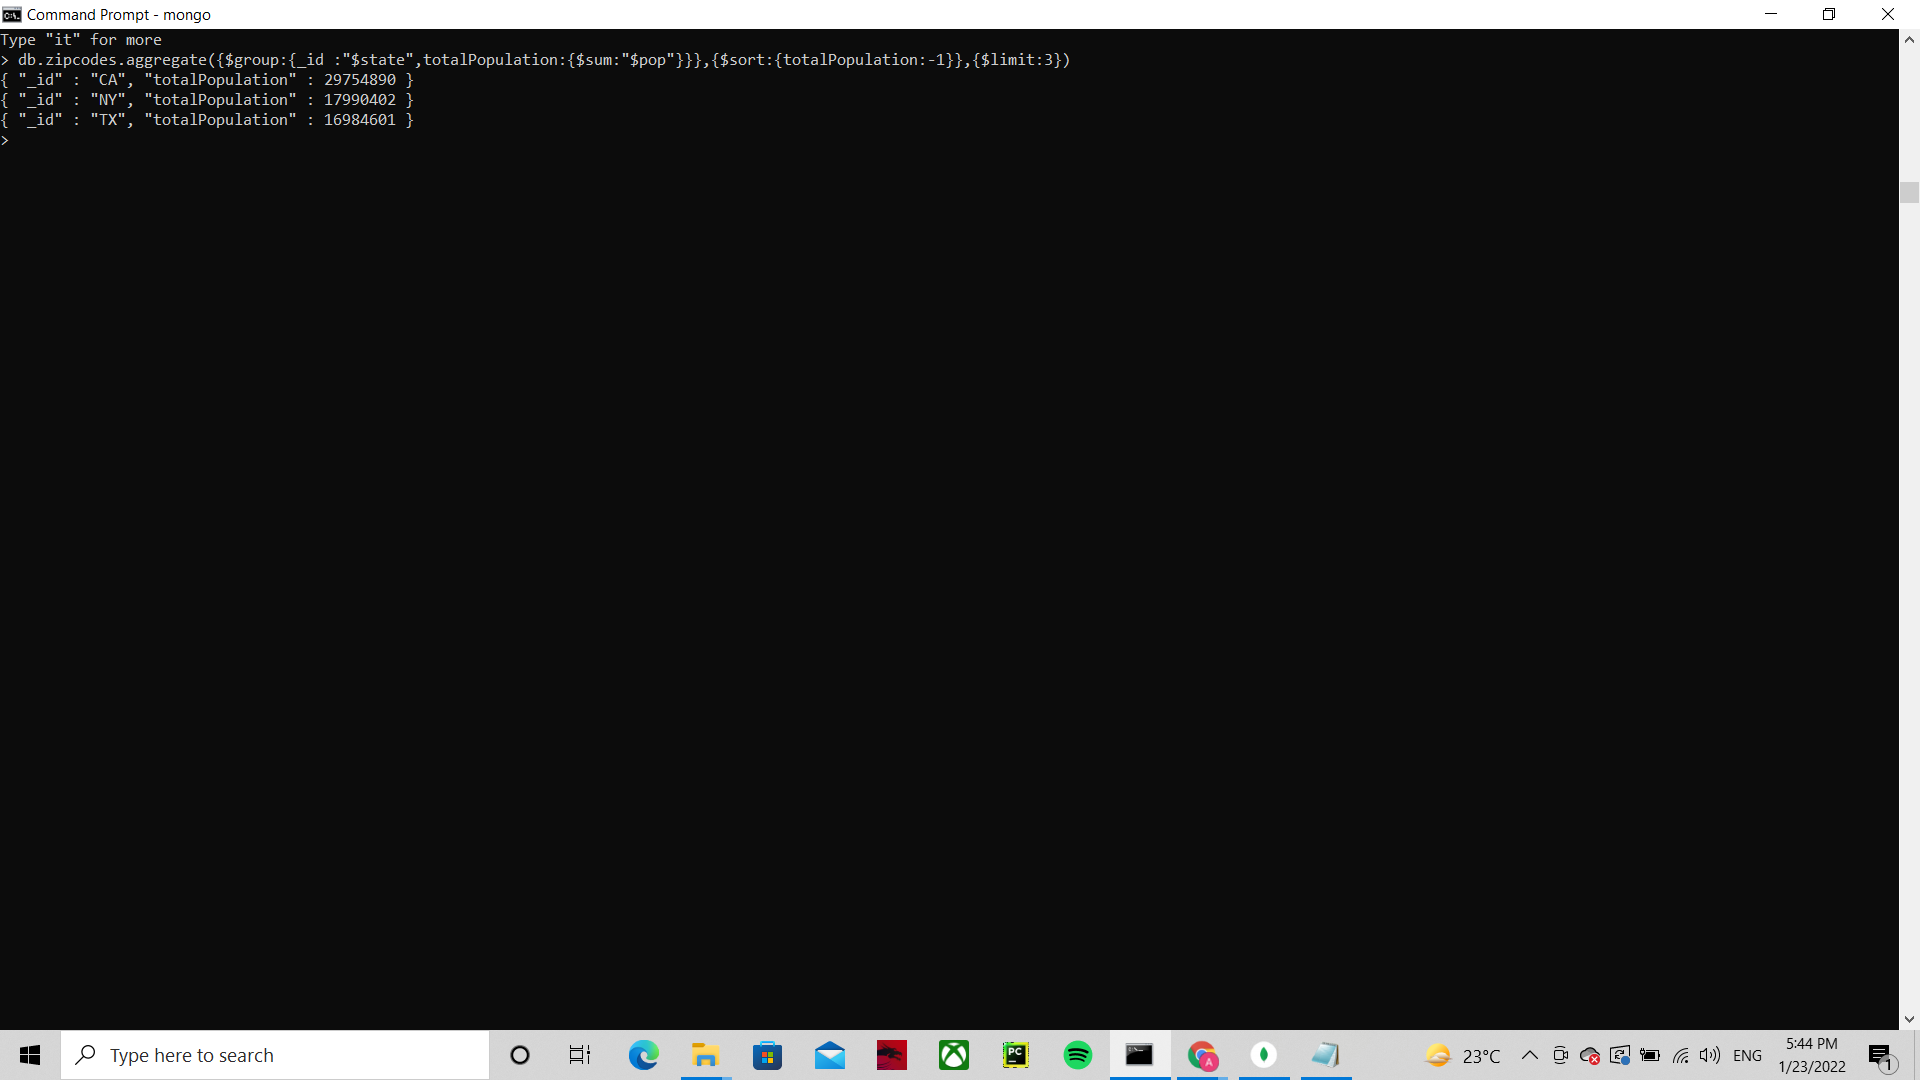 Command Prompt - mongo
Type "it" for more
> db.zipcodes.aggregate({$group:{_id :"$state",totalPopulation:{$sum:"$pop"}}},{$sort:{totalPopulation:-1}},{$limit:3})
{ "_id" : "CA", "totalPopulation" : 29754890 }
{ "_id" : "NY", "totalPopulation" : 17990402 }
{ "_id" : "TX", "totalPopulation" : 16984601 }
>
Type here to search
PC
A
23°C
ENG
5:44 PM
1/23/2022
1